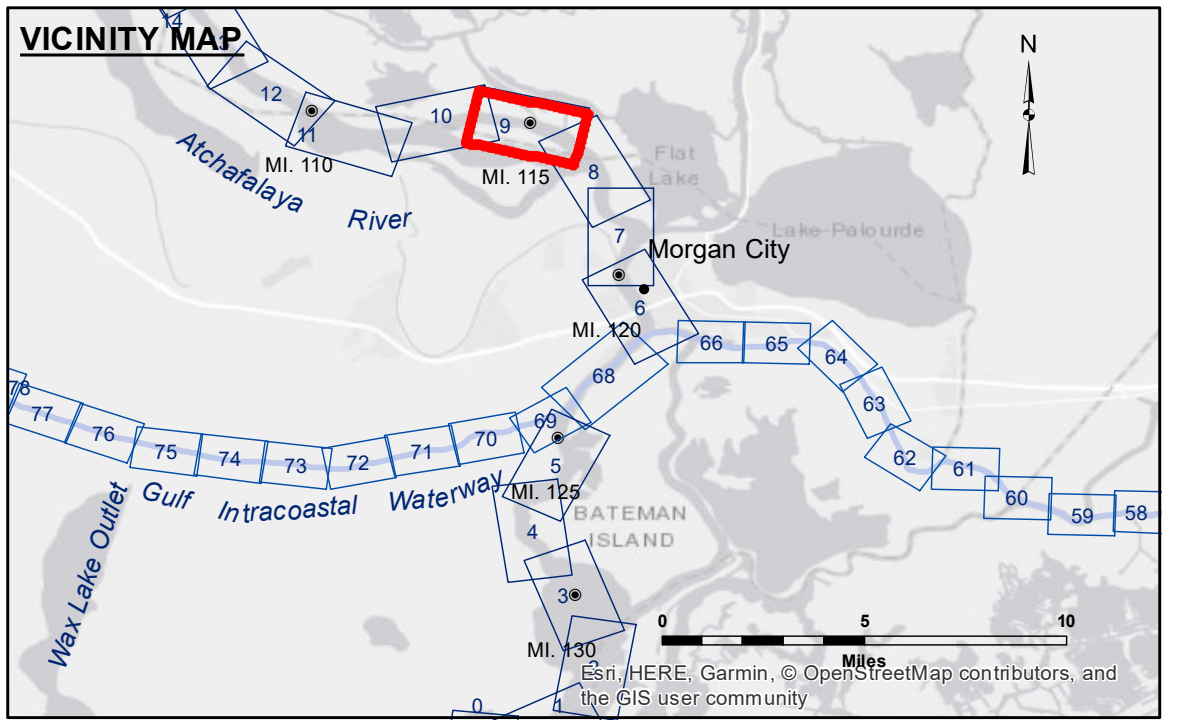 14
VICINITY MAP
N
12
10
9
11
MI. 110
MI. 115
8
Flat
Lake
Atchafalaya
River
7
Lake Palourde
Morgan City
6
MI. 120
66
65
64
68
63
78
77
76
75
74
73
72
71
70
69
62
61
60
59
58
5
MI. 125
Gulf
Intracoastal
Waterway
BATEMAN
ISLAND
4
Wax Lake Outlet
3
MI. 130
2
0
1
0
5
10
Miles
Esri, HERE, Garmin, © OpenStreetMap contributors, and
the GIS user community